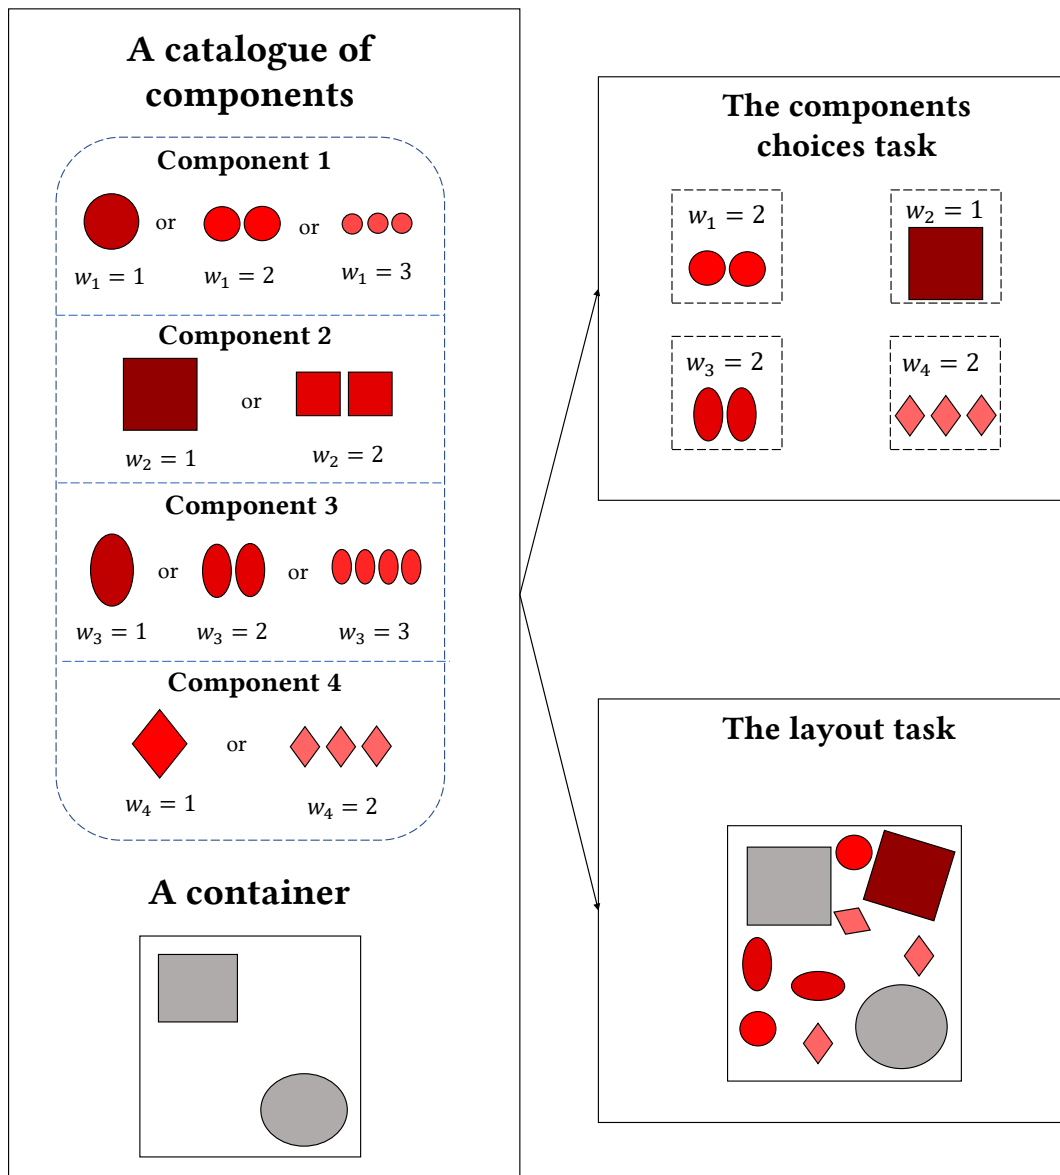 A catalogue of
components
Component 1
or
or
w₁ = 1
w₁ = 2
w₁ = 3
Component 2
or
w₂ = 1
w₂ = 2
Component 3
or
or
w₃ = 1
w₃ = 2
w₃ = 3
Component 4
or
w₄ = 1
w₄ = 2
A container
The components
choices task
w₁ = 2
w₂ = 1
w₃ = 2
w₄ = 2
The layout task